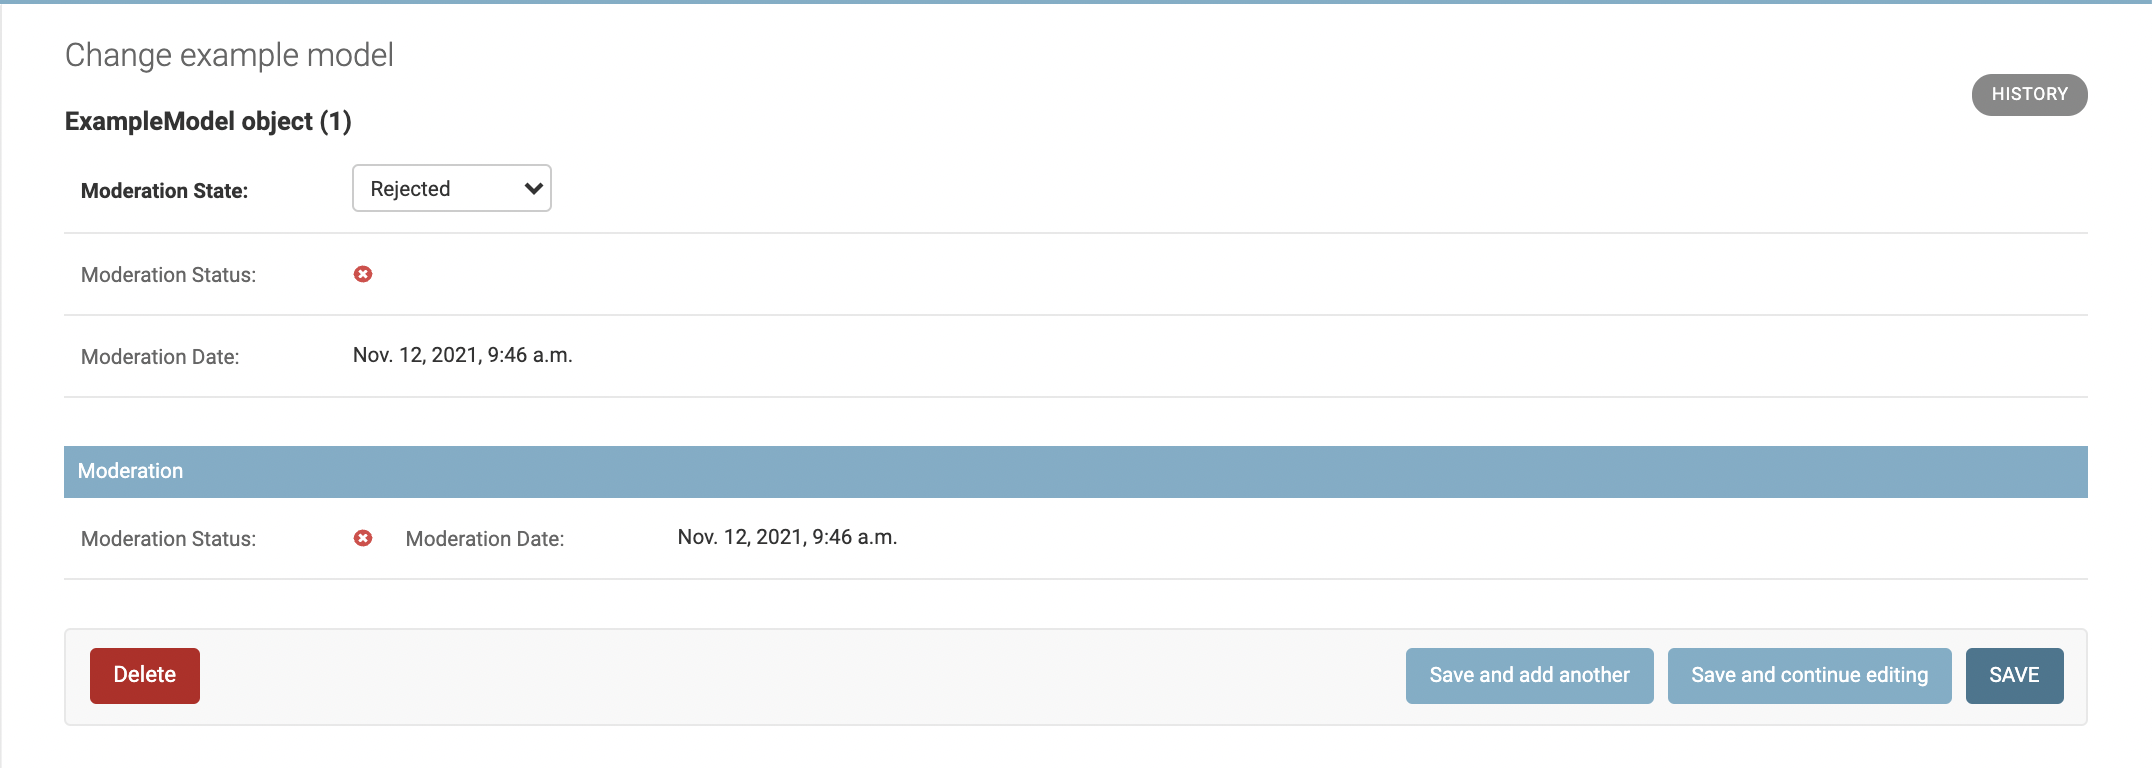 Change example model
HISTORY
ExampleModel object (1)
Moderation State: Rejected
Moderation Status:
Moderation Date: Nov. 12, 2021, 9:46 a.m.
Moderation
Moderation Status: Moderation Date: Nov. 12, 2021, 9:46 a.m.
Delete Save and add another Save and continue editing SAVE